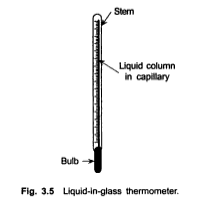 Stem
Liquid column
in capillary
Bulb
Fig. 3.5 Liquid-in-glass thermometer.